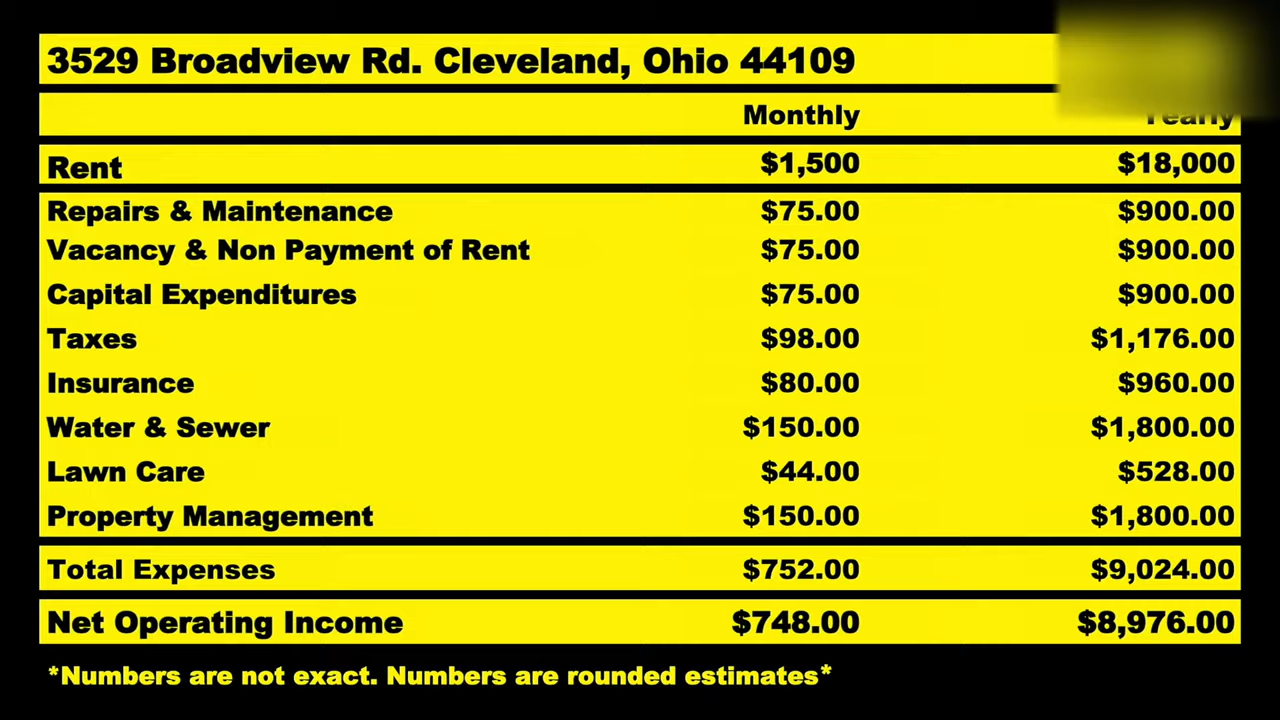 3529 Broadview Rd. Cleveland, Ohio 44109
Monthly Yearly
Rent $1,500 $18,000
Repairs & Maintenance $75.00 $900.00
Vacancy & Non Payment of Rent $75.00 $900.00
Capital Expenditures $75.00 $900.00
Taxes $98.00 $1,176.00
Insurance $80.00 $960.00
Water & Sewer $150.00 $1,800.00
Lawn Care $44.00 $528.00
Property Management $150.00 $1,800.00
Total Expenses $752.00 $9,024.00
Net Operating Income $748.00 $8,976.00
*Numbers are not exact. Numbers are rounded estimates*